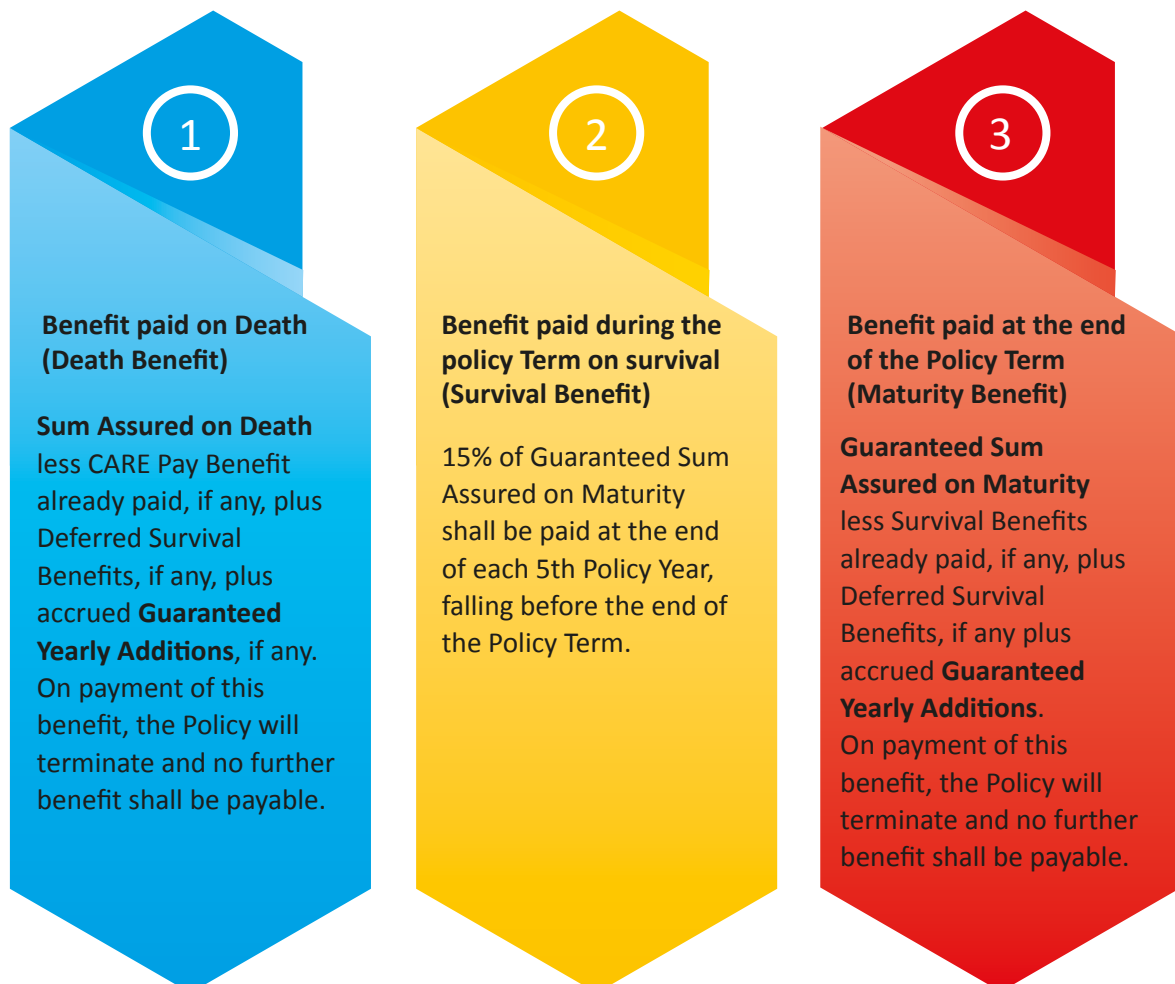 1
Benefit paid on Death
(Death Benefit)
Sum Assured on Death
less CARE Pay Benefit
already paid, if any, plus
Deferred Survival
Benefits, if any, plus
accrued Guaranteed
Yearly Additions, if any.
On payment of this
benefit, the Policy will
terminate and no further
benefit shall be payable.
2
Benefit paid during the
policy Term on survival
(Survival Benefit)
15% of Guaranteed Sum
Assured on Maturity
shall be paid at the end
of each 5th Policy Year,
falling before the end of
the Policy Term.
3
Benefit paid at the end
of the Policy Term
(Maturity Benefit)
Guaranteed Sum
Assured on Maturity
less Survival Benefits
already paid, if any, plus
Deferred Survival
Benefits, if any plus
accrued Guaranteed
Yearly Additions.
On payment of this
benefit, the Policy will
terminate and no further
benefit shall be payable.